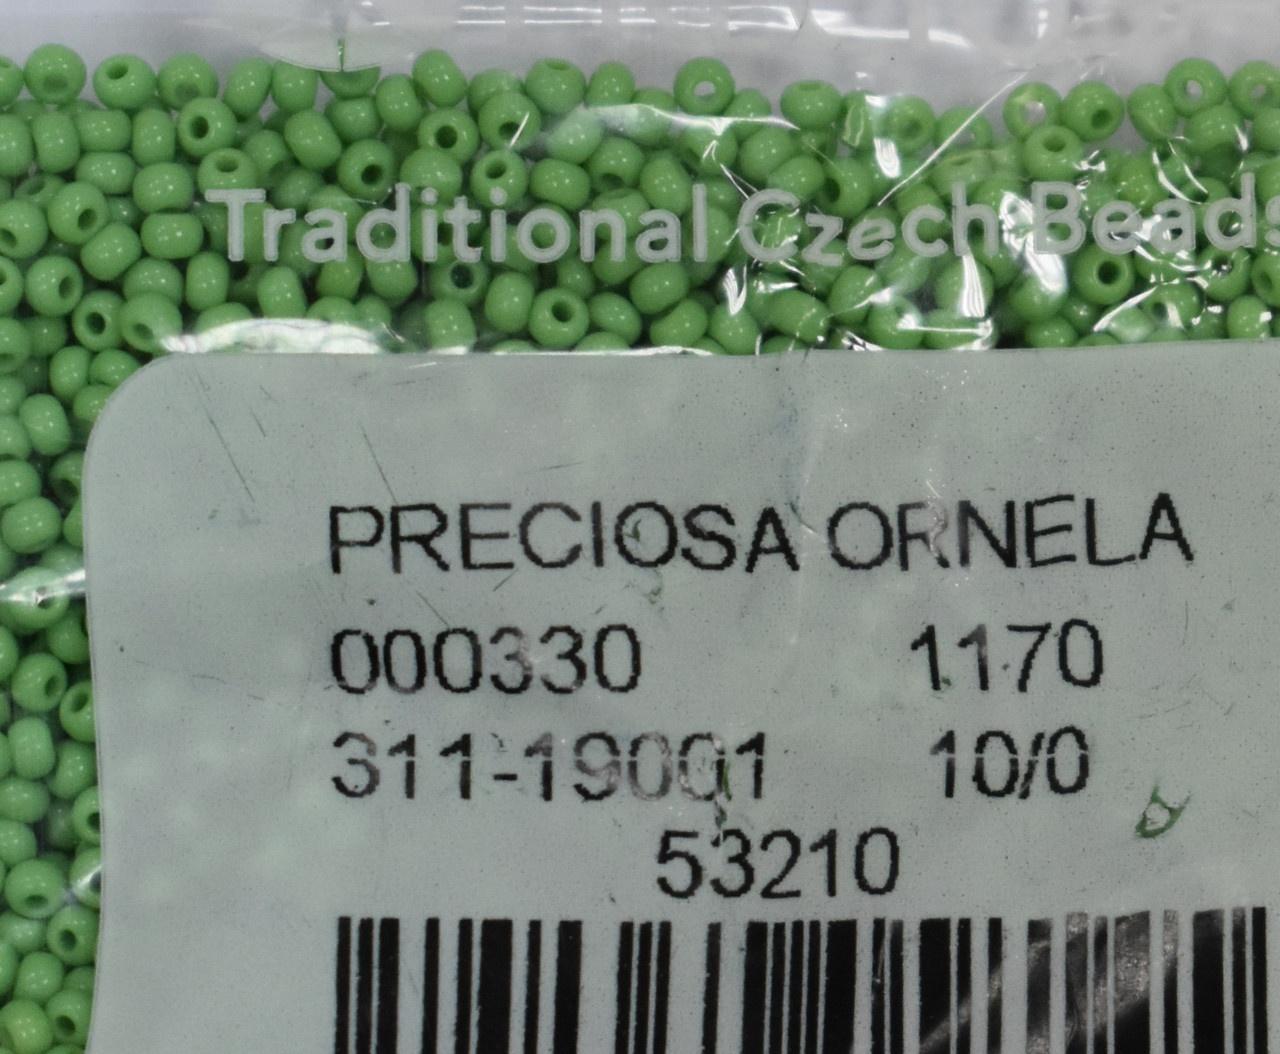 Traditional Czech Beads
PRECIOSA ORNELA
000330 1170
311-19001 10/0
53210